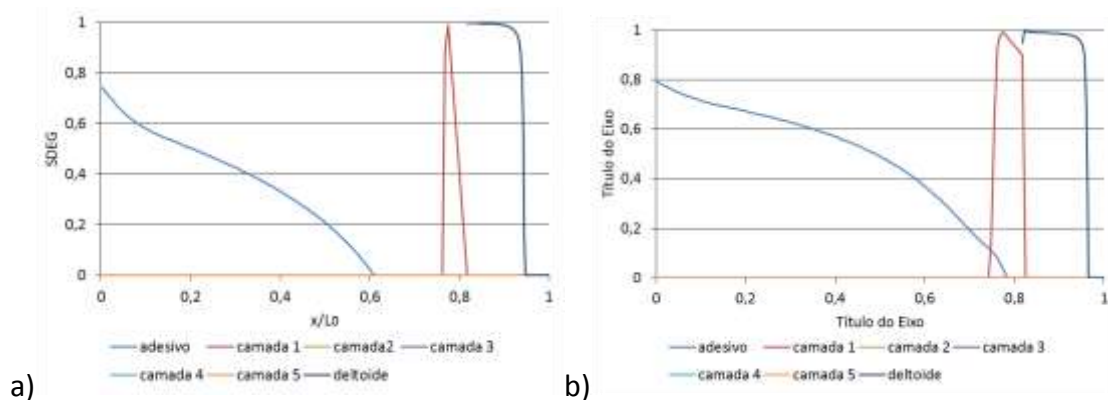 1
0,8
0,6
0,4
0,2
0
SDEG
0 0,2 0,4 0,6 0,8 1
x/L0
adesivo camada 1 camada2 camada 3
camada 4 camada 5 deltoide
a)
1
0,8
0,6
0,4
0,2
0
Título do Eixo
0 0,2 0,4 0,6 0,8 1
Título do Eixo
adesivo camada 1 camada 2 camada 3
camada 4 camada 5 deltoide
b)